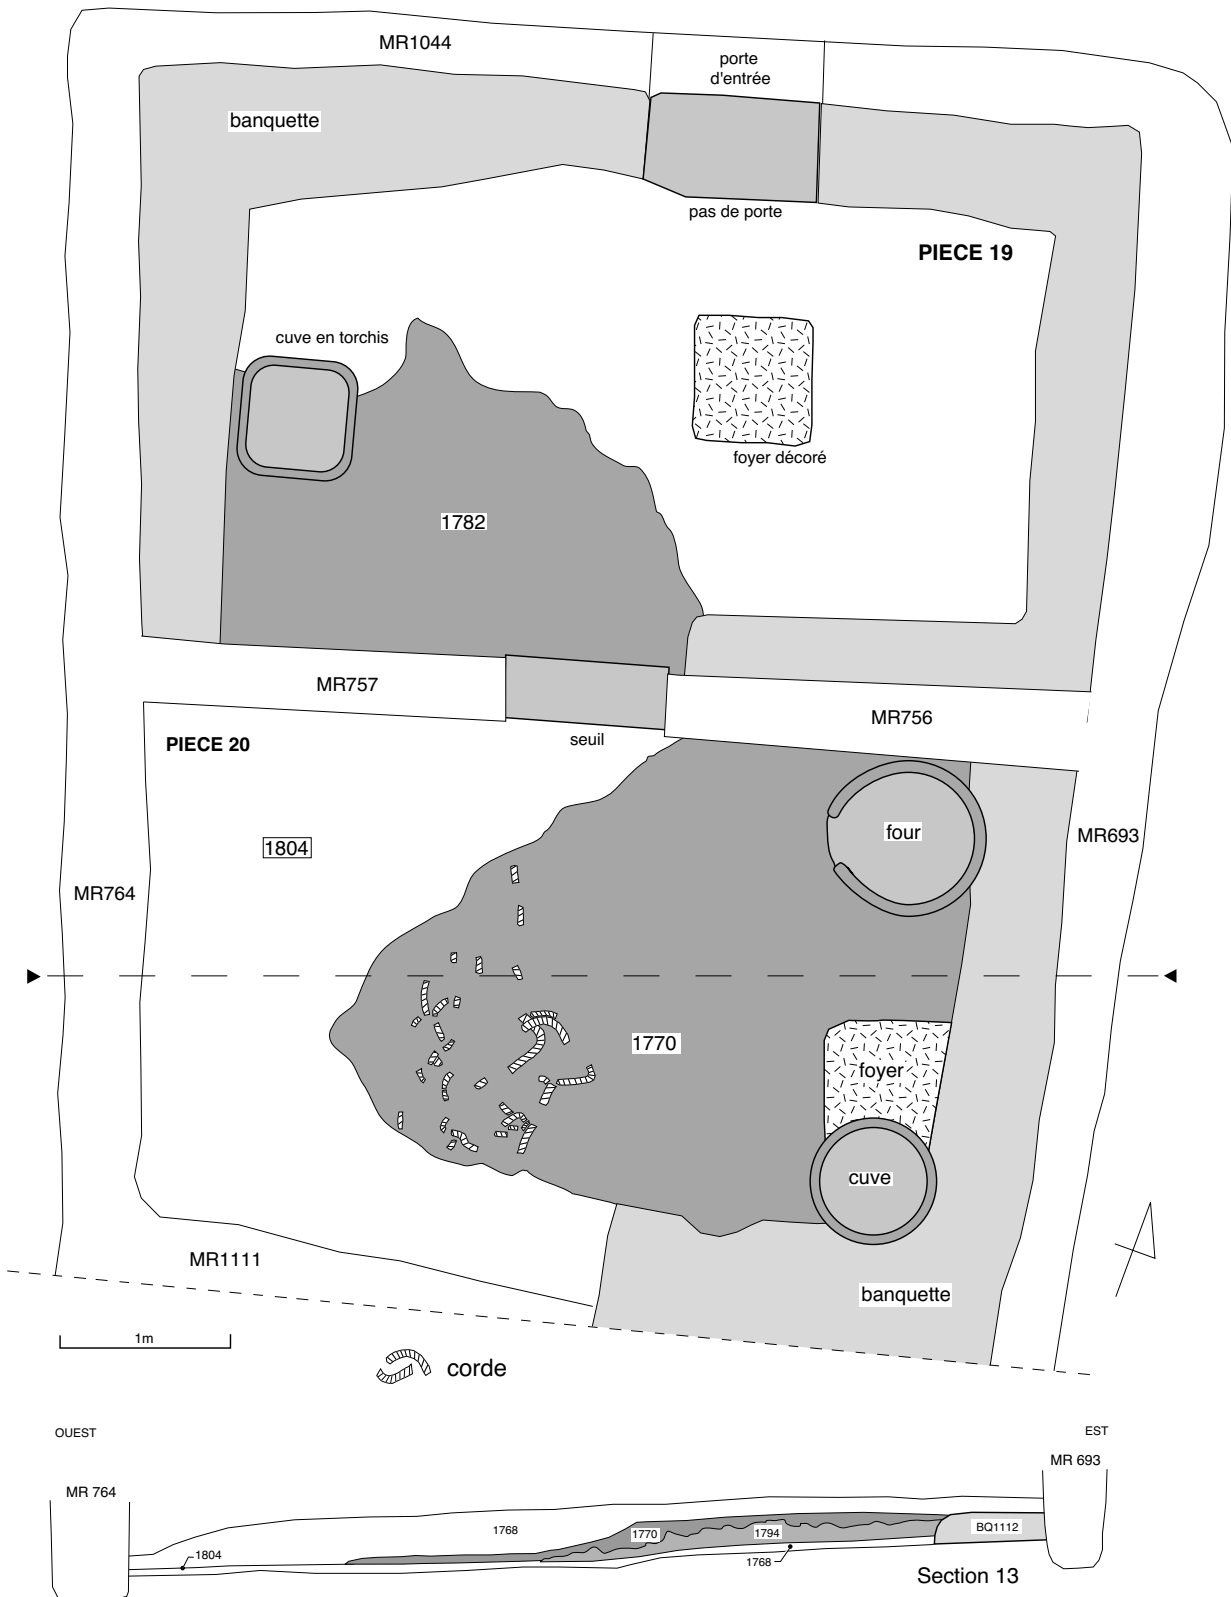 MR1044
porte
d'entrée
banquette
pas de porte
PIECE 19
cuve en torchis
foyer décoré
1782
MR757
MR756
seuil
PIECE 20
1804
four
MR693
MR764
1770
foyer
cuve
MR1111
banquette
1m
corde
OUEST
EST
MR 693
MR 764
1768
1770
1794
BQ1112
1804
1768
Section 13